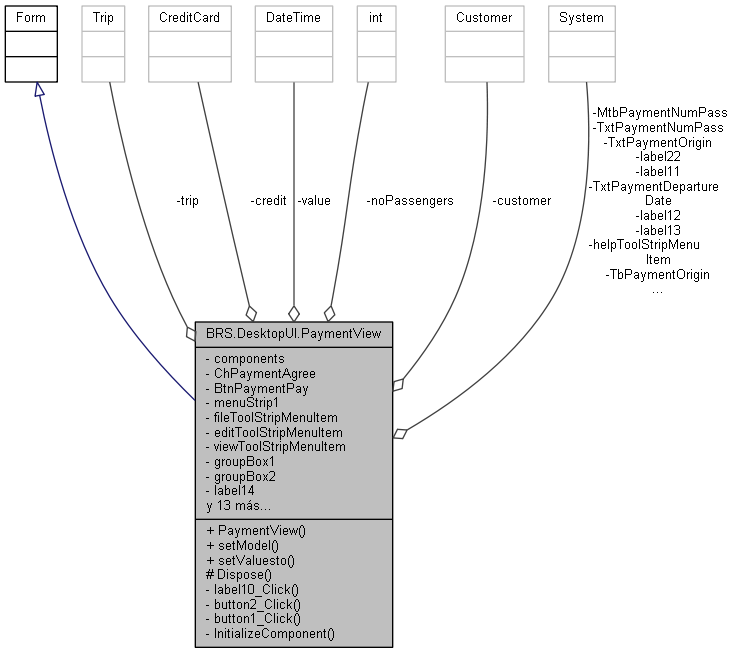 Form
Trip
CreditCard
DateTime
int
Customer
System
-MtbPaymentNumPass
-TxtPaymentNumPass
-TxtPaymentOrigin
-label22
-label11
-TxtPaymentDeparture
Date
-label12
-label13
-helpToolStripMenu
Item
-TbPaymentOrigin
...
-trip
-credit
-value
-noPassengers
-customer
BRS.DesktopUI.PaymentView
- components
- ChPaymentAgree
- BtnPaymentPay
- menuStrip1
- fileToolStripMenuItem
- editToolStripMenuItem
- viewToolStripMenuItem
- groupBox1
- groupBox2
- label14
y 13 más...
+ PaymentView()
+ setModel()
+ setValuesto()
# Dispose()
- label10_Click()
- button2_Click()
- button1_Click()
- InitializeComponent()